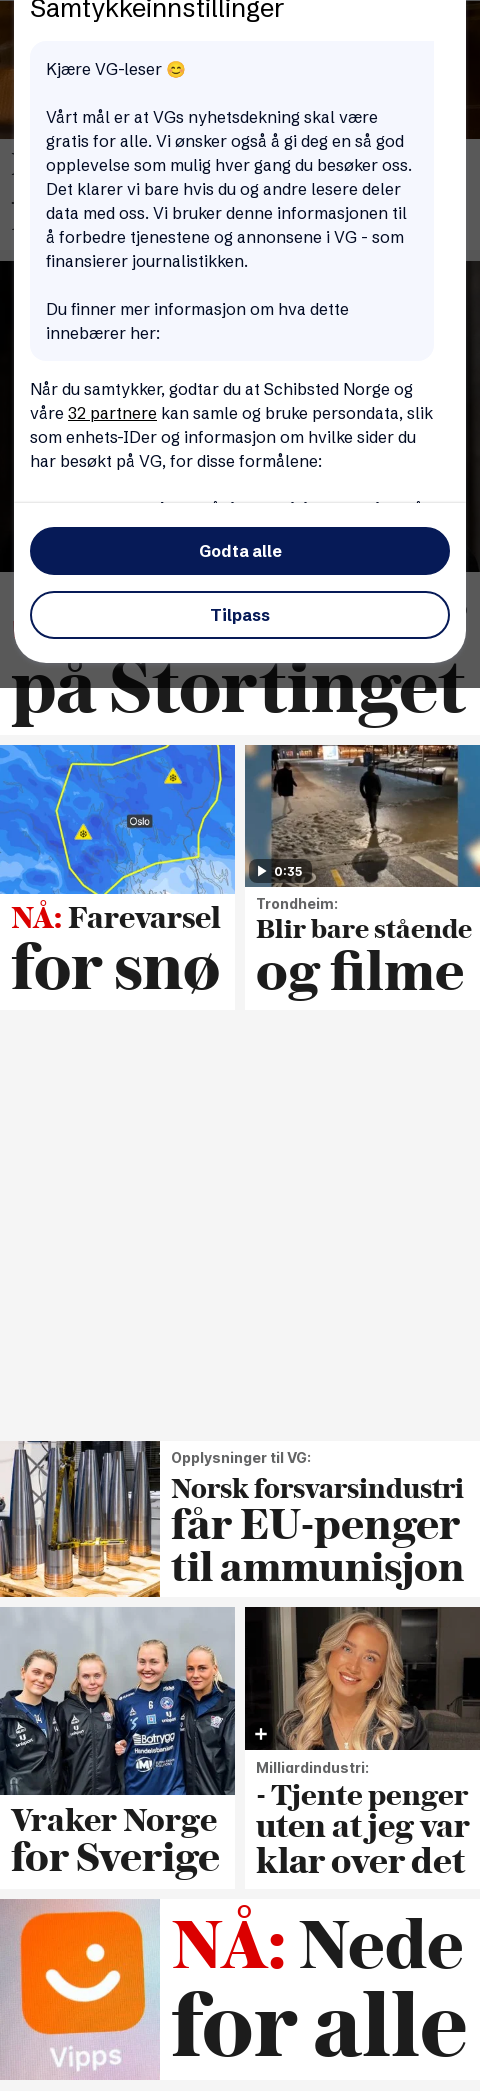 Samtykkeinnstillinger
Kjære VG-leser 😊
Vårt mål er at VGs nyhetsdekning skal være
gratis for alle. Vi ønsker også å gi deg en så god
opplevelse som mulig hver gang du besøker oss.
Det klarer vi bare hvis du og andre lesere deler
data med oss. Vi bruker denne informasjonen til
å forbedre tjenestene og annonsene i VG - som
finansierer journalistikken.
Du finner mer informasjon om hva dette
innebærer her:
Når du samtykker, godtar du at Schibsted Norge og
våre 32 partnere kan samle og bruke persondata, slik
som enhets-IDer og informasjon om hvilke sider du
har besøkt på VG, for disse formålene:
Godta alle
Tilpass
på Stortinget
Oslo
NÅ: Farevarsel
for snø
0:35
Trondheim:
Blir bare stående
og filme
Opplysninger til VG:
Norsk forsvarsindustri
får EU-penger
til ammunisjon
Vraker Norge
for Sverige
Milliardindustri:
- Tjente penger
uten at jeg var
klar over det
Vipps
NÅ: Nede
for alle